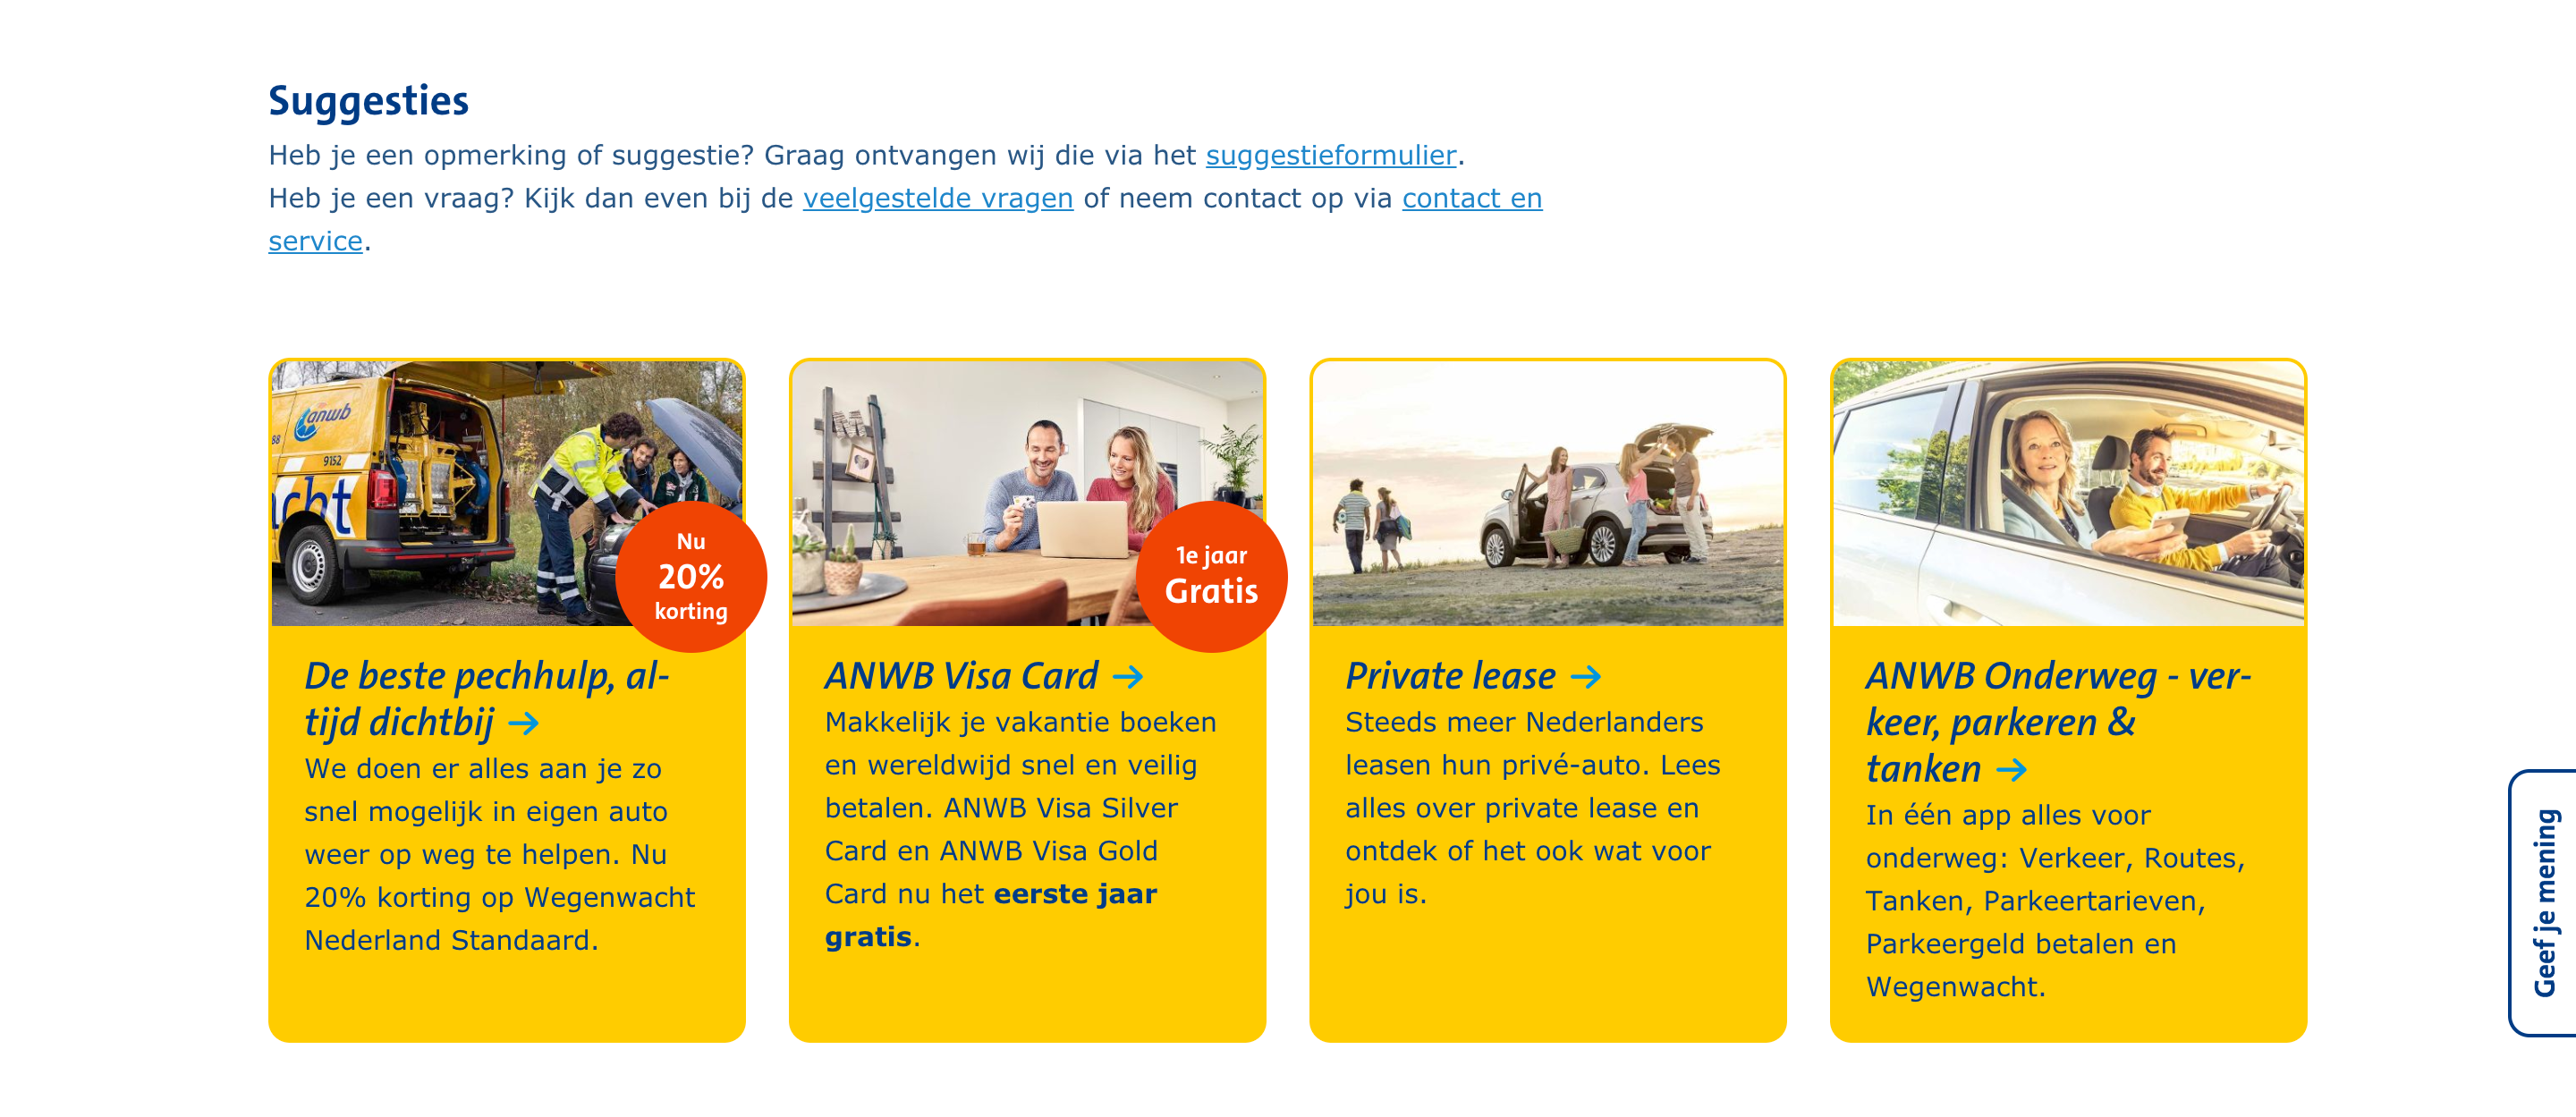 Suggesties
Heb je een opmerking of suggestie? Graag ontvangen wij die via het suggestieformulier.
Heb je een vraag? Kijk dan even bij de veelgestelde vragen of neem contact op via contact en
service.
anwb
88
9152
cht
Nu
20%
korting
De beste pechhulp, al-
tijd dichtbij →
We doen er alles aan je zo
snel mogelijk in eigen auto
weer op weg te helpen. Nu
20% korting op Wegenwacht
Nederland Standaard.
1e jaar
Gratis
ANWB Visa Card →
Makkelijk je vakantie boeken
en wereldwijd snel en veilig
betalen. ANWB Visa Silver
Card en ANWB Visa Gold
Card nu het eerste jaar
gratis.
Private lease →
Steeds meer Nederlanders
leasen hun privé-auto. Lees
alles over private lease en
ontdek of het ook wat voor
jou is.
ANWB Onderweg - ver-
keer, parkeren &
tanken →
In één app alles voor
onderweg: Verkeer, Routes,
Tanken, Parkeertarieven,
Parkeergeld betalen en
Wegenwacht.
Geef je mening